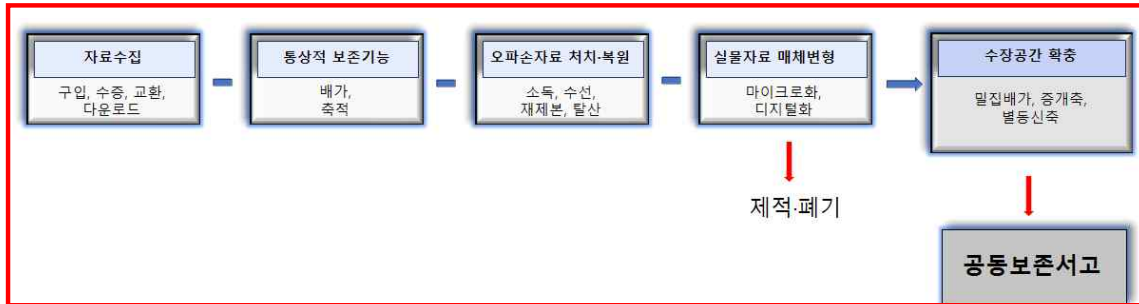 자료수집
구입, 수증, 교환,
다운로드
통상적 보존기능
배가,
축적
오파손자료 처치·복원
소독, 수선,
재제본, 탈산
실물자료 매체변형
마이크로화,
디지털화
수장공간 확충
밀집배가, 증개축,
별동신축
제적·폐기
공동보존서고